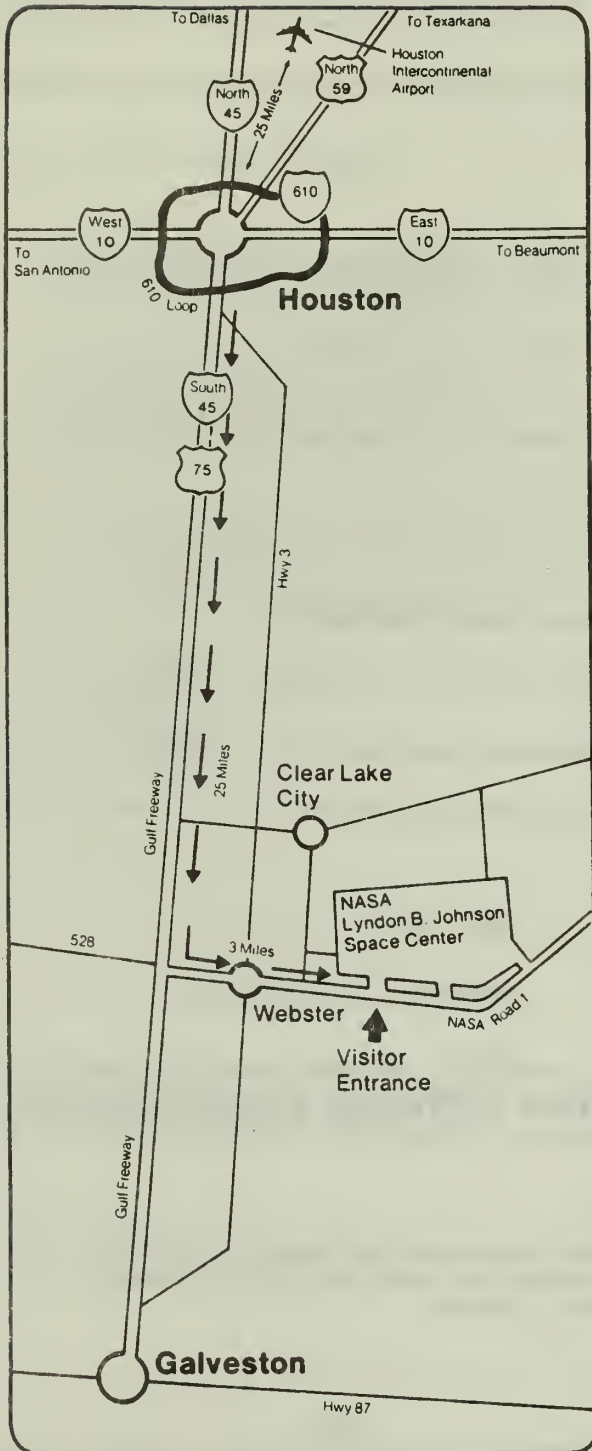 To Dallas
To Texarkana
Houston
Intercontinental
Airport
North
45
25 Miles
North
59
610
West
10
East
10
To
San Antonio
To Beaumont
610 Loop
Houston
South
45
75
Hwy 3
25 Miles
Gulf Freeway
Clear Lake
City
NASA
Lyndon B. Johnson
Space Center
528
3 Miles
Webster
NASA Road 1
Visitor
Entrance
Gulf Freeway
Galveston
Hwy 87